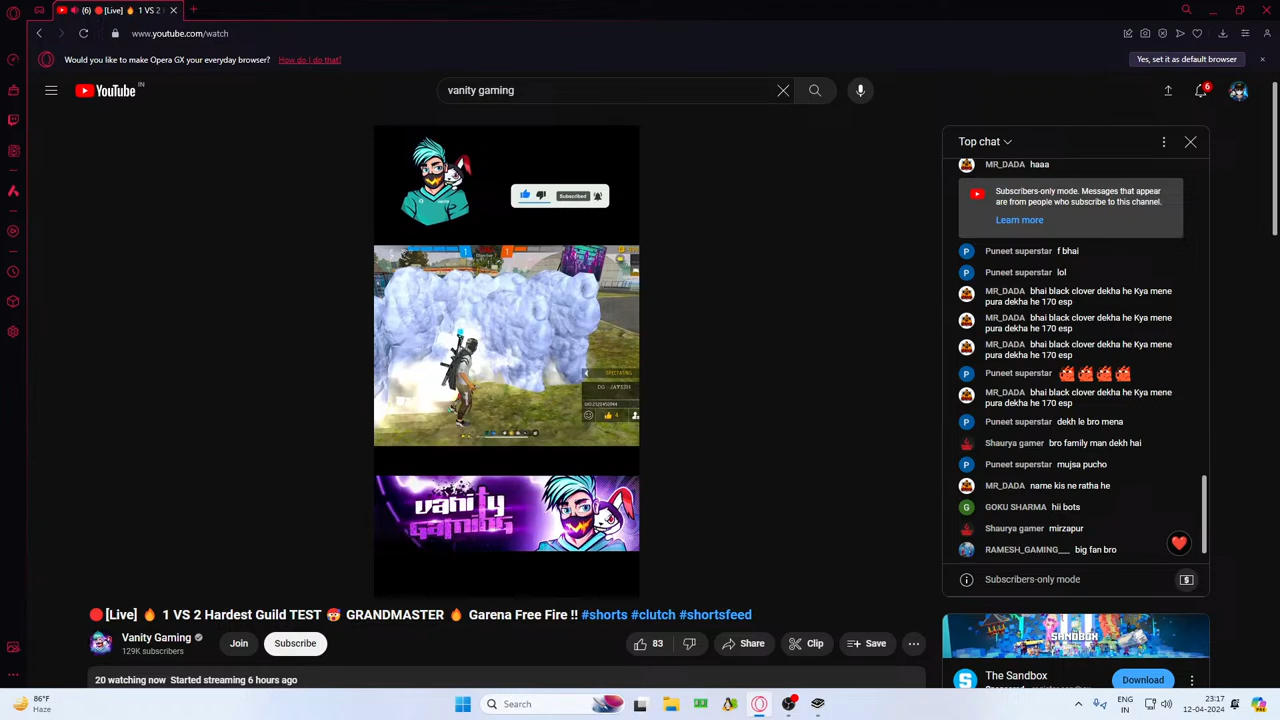 (6) 🔴[Live] 🔥 1 VS 2
www.youtube.com/watch
Would you like to make Opera GX your everyday browser? How do I do that?
Yes, set it as default browser
YouTube IN
vanity gaming
6
Subscribed
1 1
SPECTATING
4
vanity
gaming
Top chat
MR_DADA haaa
Subscribers-only mode. Messages that appear
are from people who subscribe to this channel.
Learn more
Puneet superstar f bhai
Puneet superstar lol
MR_DADA bhai black clover dekha he Kya mene
pura dekha he 170 esp
MR_DADA bhai black clover dekha he Kya mene
pura dekha he 170 esp
MR_DADA bhai black clover dekha he Kya mene
pura dekha he 170 esp
Puneet superstar
MR_DADA bhai black clover dekha he Kya mene
pura dekha he 170 esp
Puneet superstar dekh le bro mena
Shaurya gamer bro family man dekh hai
Puneet superstar mujsa pucho
MR_DADA name kis ne ratha he
GOKU SHARMA hii bots
Shaurya gamer mirzapur
RAMESH_GAMING___ big fan bro
Subscribers-only mode
🔴[Live] 🔥 1 VS 2 Hardest Guild TEST 🎅 GRANDMASTER 🔥 Garena Free Fire !! #shorts #clutch #shortsfeed
Vanity Gaming
129K subscribers
Join
Subscribe
83
Share
Clip
Save
20 watching now Started streaming 6 hours ago
THE SANDBOX
The Sandbox
Download
86°F
Haze
Search
ENG
IN
23:17
12-04-2024